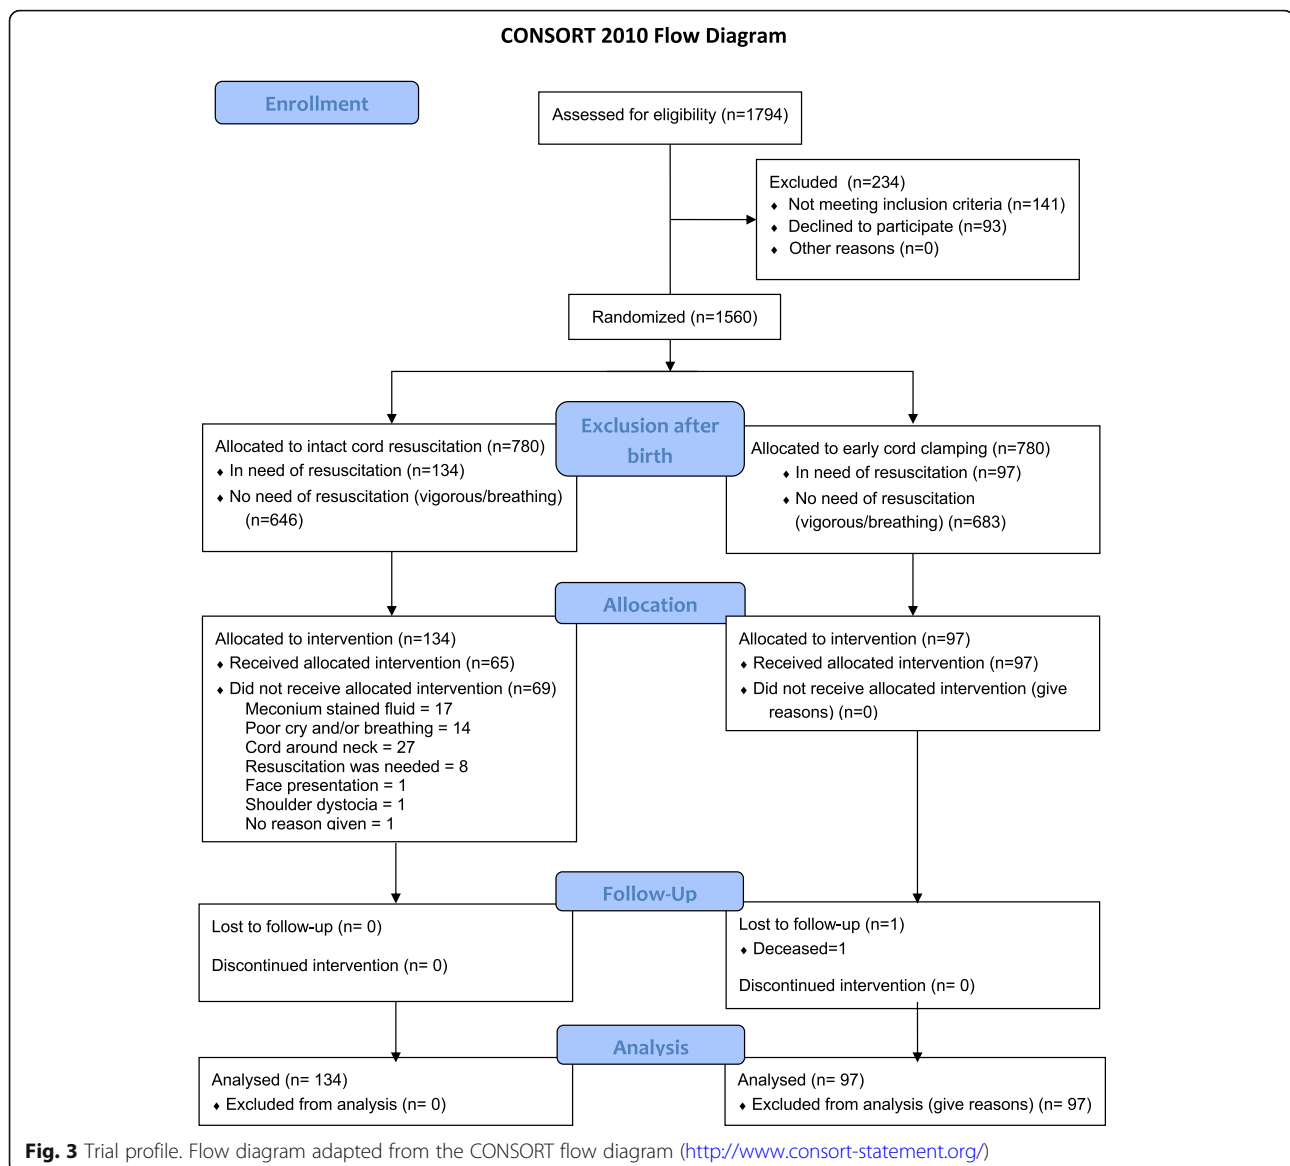 CONSORT 2010 Flow Diagram
Enrollment
Assessed for eligibility (n=1794)
Excluded (n=234)
♦ Not meeting inclusion criteria (n=141)
♦ Declined to participate (n=93)
♦ Other reasons (n=0)
Randomized (n=1560)
Exclusion after
birth
Allocated to intact cord resuscitation (n=780)
♦ In need of resuscitation (n=134)
♦ No need of resuscitation (vigorous/breathing)
(n=646)
Allocated to early cord clamping (n=780)
♦ In need of resuscitation (n=97)
♦ No need of resuscitation
(vigorous/breathing) (n=683)
Allocation
Allocated to intervention (n=134)
♦ Received allocated intervention (n=65)
♦ Did not receive allocated intervention (n=69)
Meconium stained fluid = 17
Poor cry and/or breathing = 14
Cord around neck = 27
Resuscitation was needed = 8
Face presentation = 1
Shoulder dystocia = 1
No reason given = 1
Allocated to intervention (n=97)
♦ Received allocated intervention (n=97)
♦ Did not receive allocated intervention (give
reasons) (n=0)
Follow-Up
Lost to follow-up (n= 0)
Discontinued intervention (n= 0)
Lost to follow-up (n=1)
♦ Deceased=1
Discontinued intervention (n= 0)
Analysis
Analysed (n= 134)
♦ Excluded from analysis (n= 0)
Analysed (n= 97)
♦ Excluded from analysis (give reasons) (n= 97)
Fig. 3 Trial profile. Flow diagram adapted from the CONSORT flow diagram (http://www.consort-statement.org/)